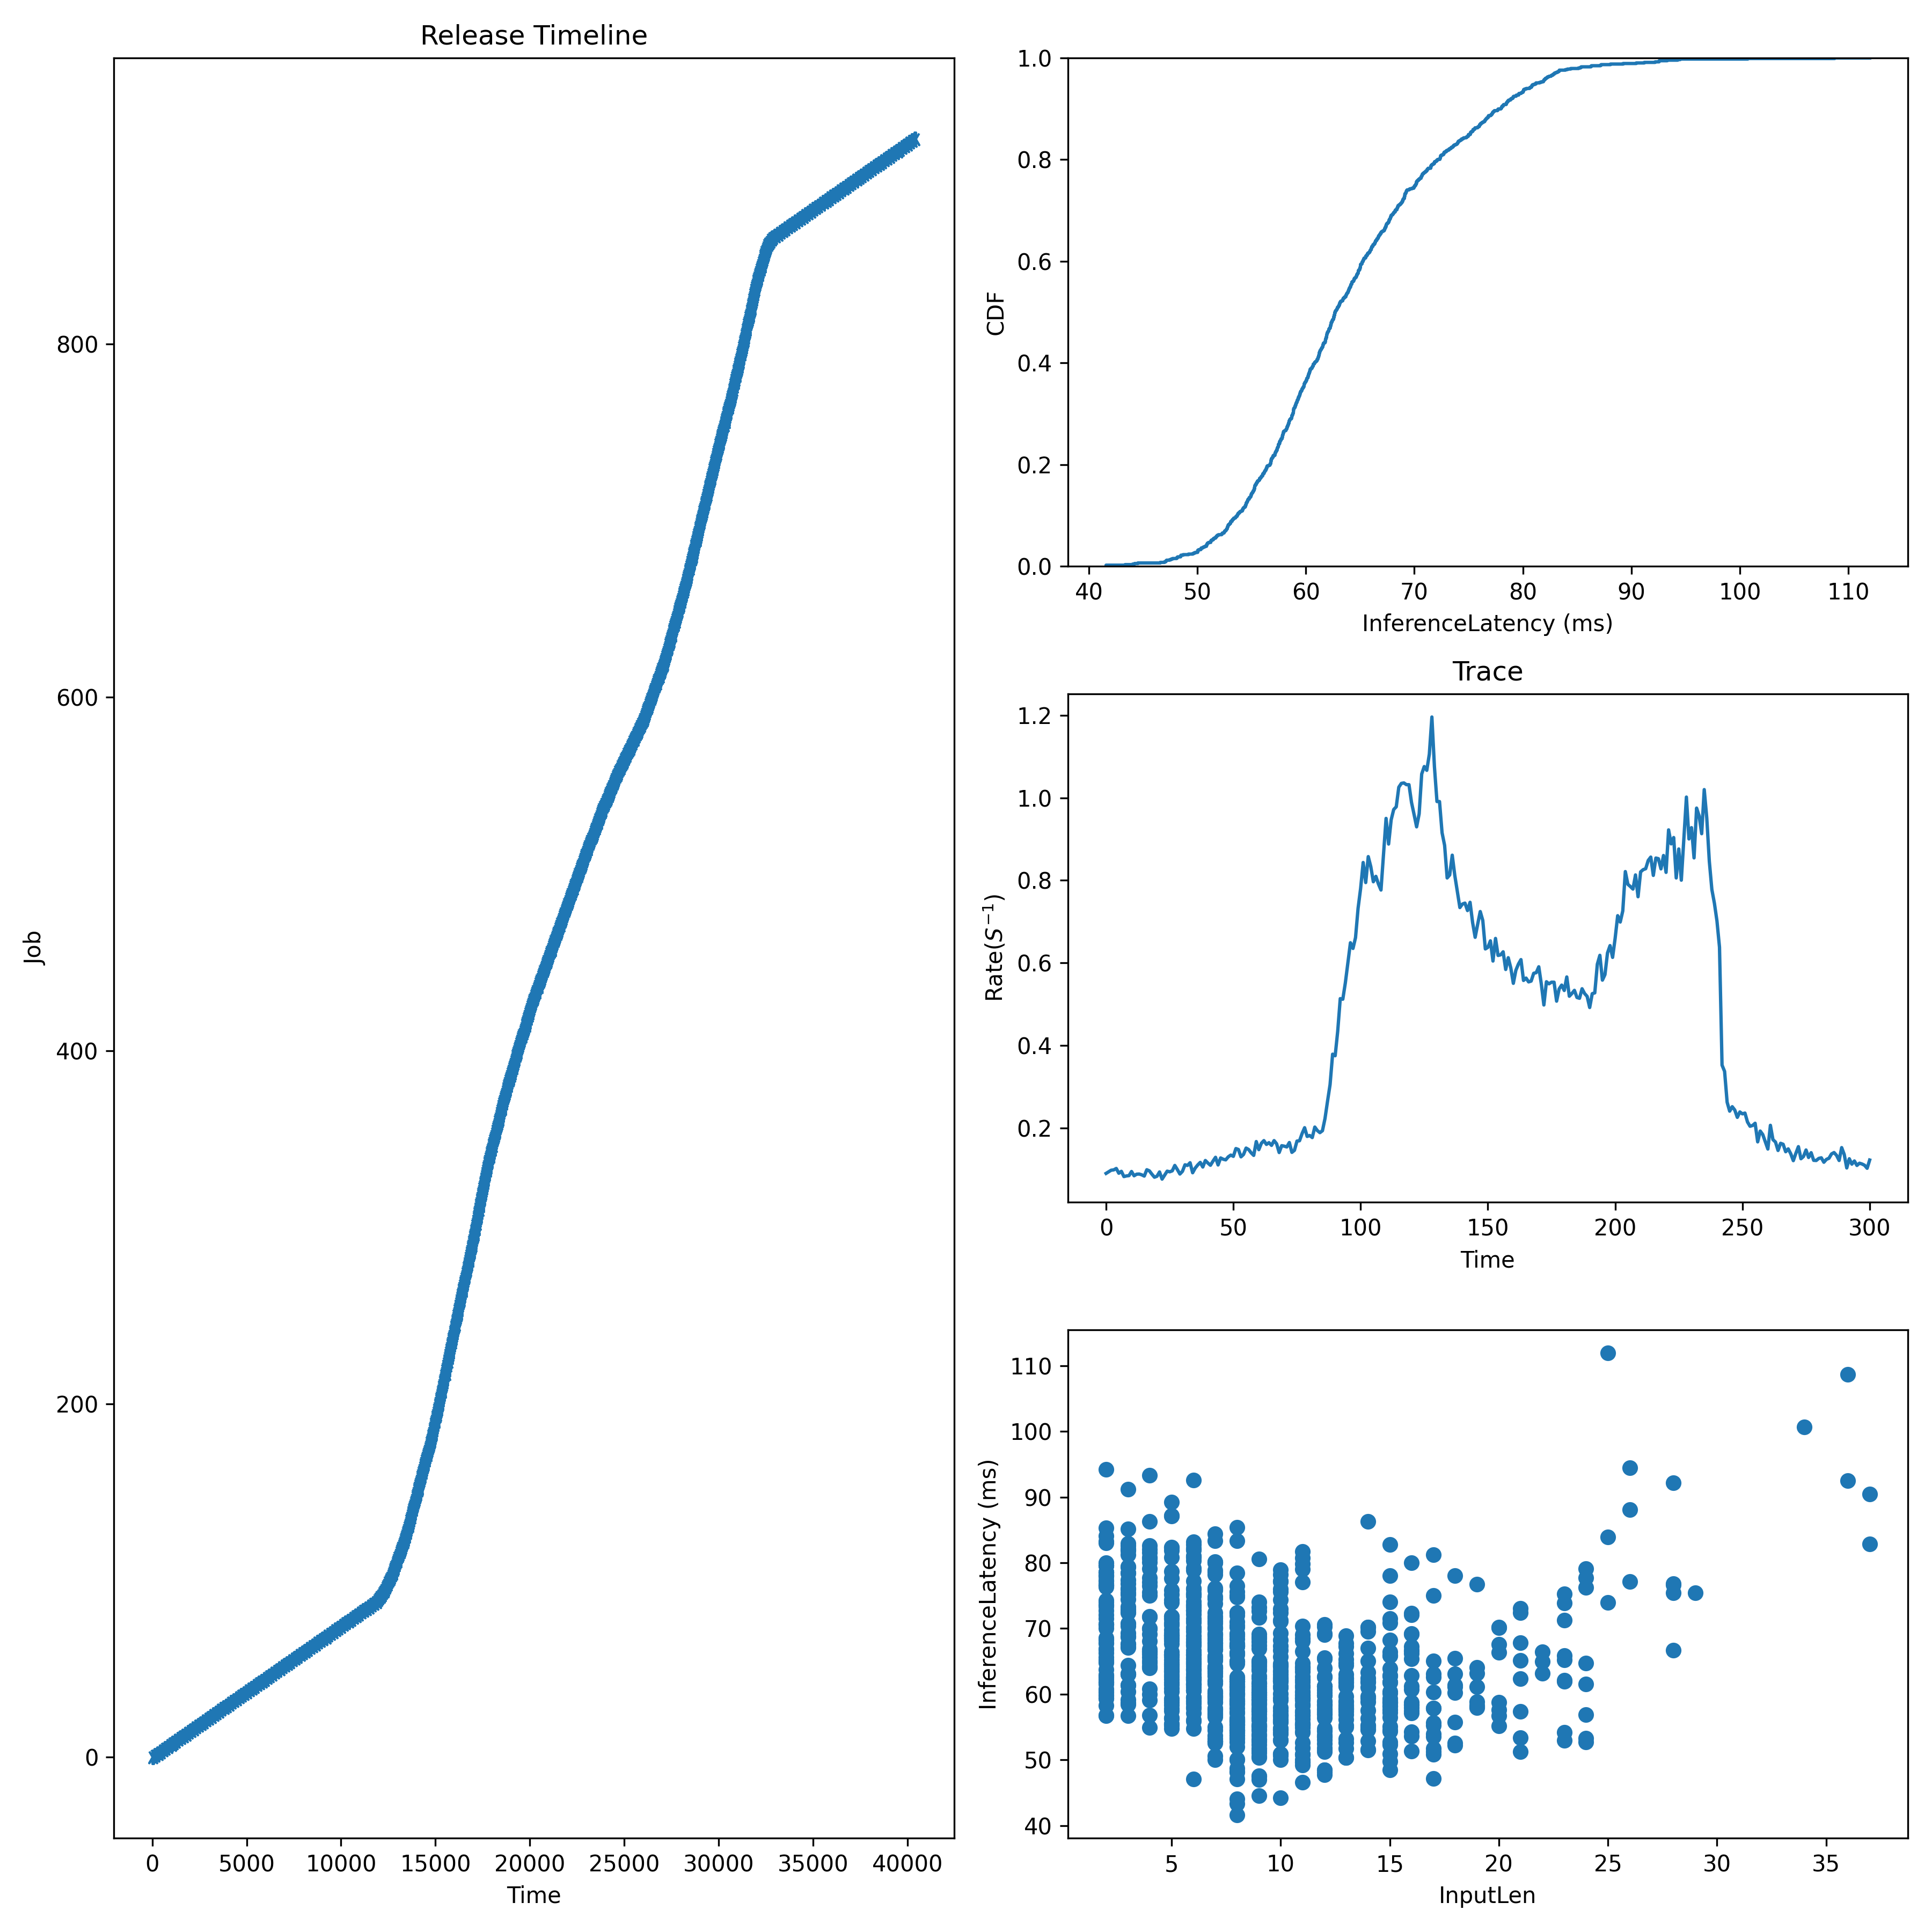 Release Timeline
Job
800
600
400
200
0
0 5000 10000 15000 20000 25000 30000 35000 40000
Time
CDF
1.0
0.8
0.6
0.4
0.2
0.0
40 50 60 70 80 90 100 110
InferenceLatency (ms)
Trace
Rate(S⁻¹)
1.2
1.0
0.8
0.6
0.4
0.2
0 50 100 150 200 250 300
Time
InferenceLatency (ms)
110
100
90
80
70
60
50
40
5 10 15 20 25 30 35
InputLen